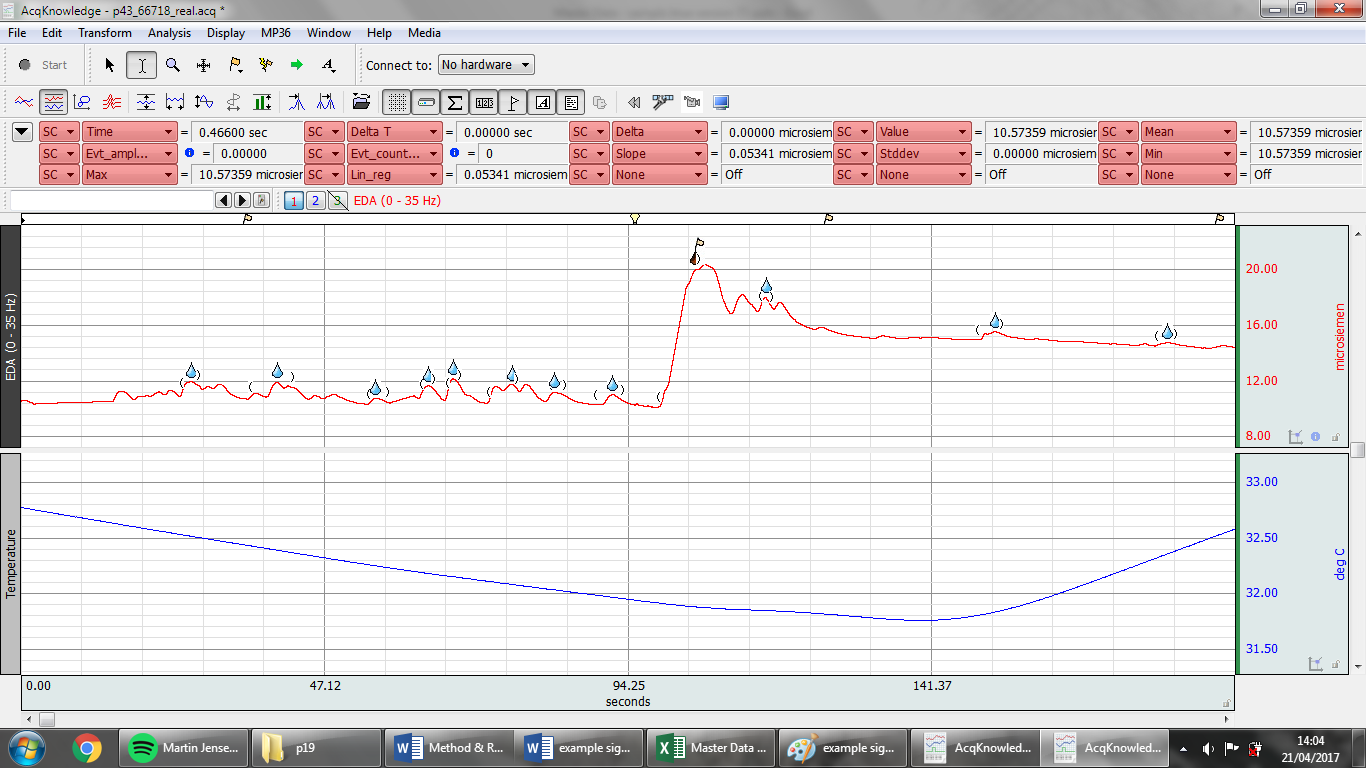 AcqKnowledge - p43_66718_real.acq *
File Edit Transform Analysis Display MP36 Window Help Media
Start Connect to: No hardware
SC Time = 0.46600 sec SC Delta T = 0.00000 sec SC Delta = 0.00000 microsiem SC Value = 10.57359 microsier SC Mean = 10.57359 microsier
SC Evt_ampl... = 0.00000 SC Evt_count... = 0 SC Slope = 0.05341 microsiem SC Stddev = 0.00000 microsiem SC Min = 10.57359 microsier
SC Max = 10.57359 microsier SC Lin_reg = 0.05341 microsiem SC None = Off SC None = Off SC None = Off
1 2 3 EDA (0 - 35 Hz)
EDA (0 - 35 Hz)
20.00
16.00
12.00
8.00
microsiemen
Temperature
33.00
32.50
32.00
31.50
deg C
0.00 47.12 94.25 141.37
seconds
Martin Jense... p19 Method & R... example sig... Master Data ... example sig... AcqKnowled... AcqKnowled...
14:04
21/04/2017